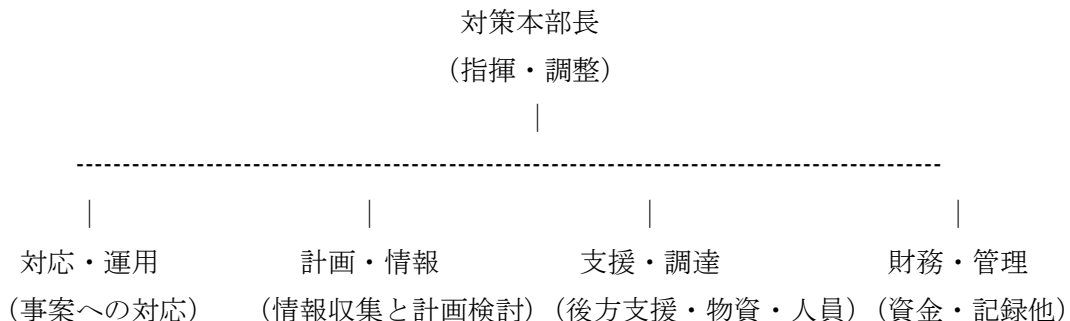 対策本部長
（指揮・調整）
対応・運用 計画・情報 支援・調達 財務・管理
（事案への対応） （情報収集と計画検討） （後方支援・物資・人員） （資金・記録他）